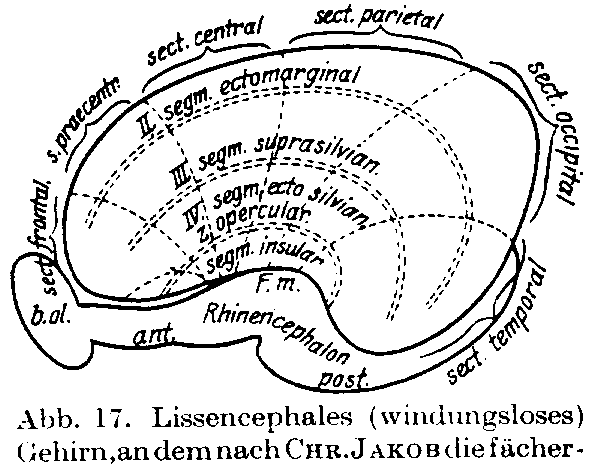 sect. parietal
sect. central
s. praecentr.
sect. occipital
sect. frontal.
II. segm. ectomarginal
III. segm. suprasilvian.
IV. segm. ecto silvian,
z. opercular
segm. insular
F. m.
b.ol.
ant.
Rhinencephalon
post.
sect. temporal
Abb. 17. Lissencephales (windungsloses)
Gehirn, an dem nach CHR. JAKOB die fächer-